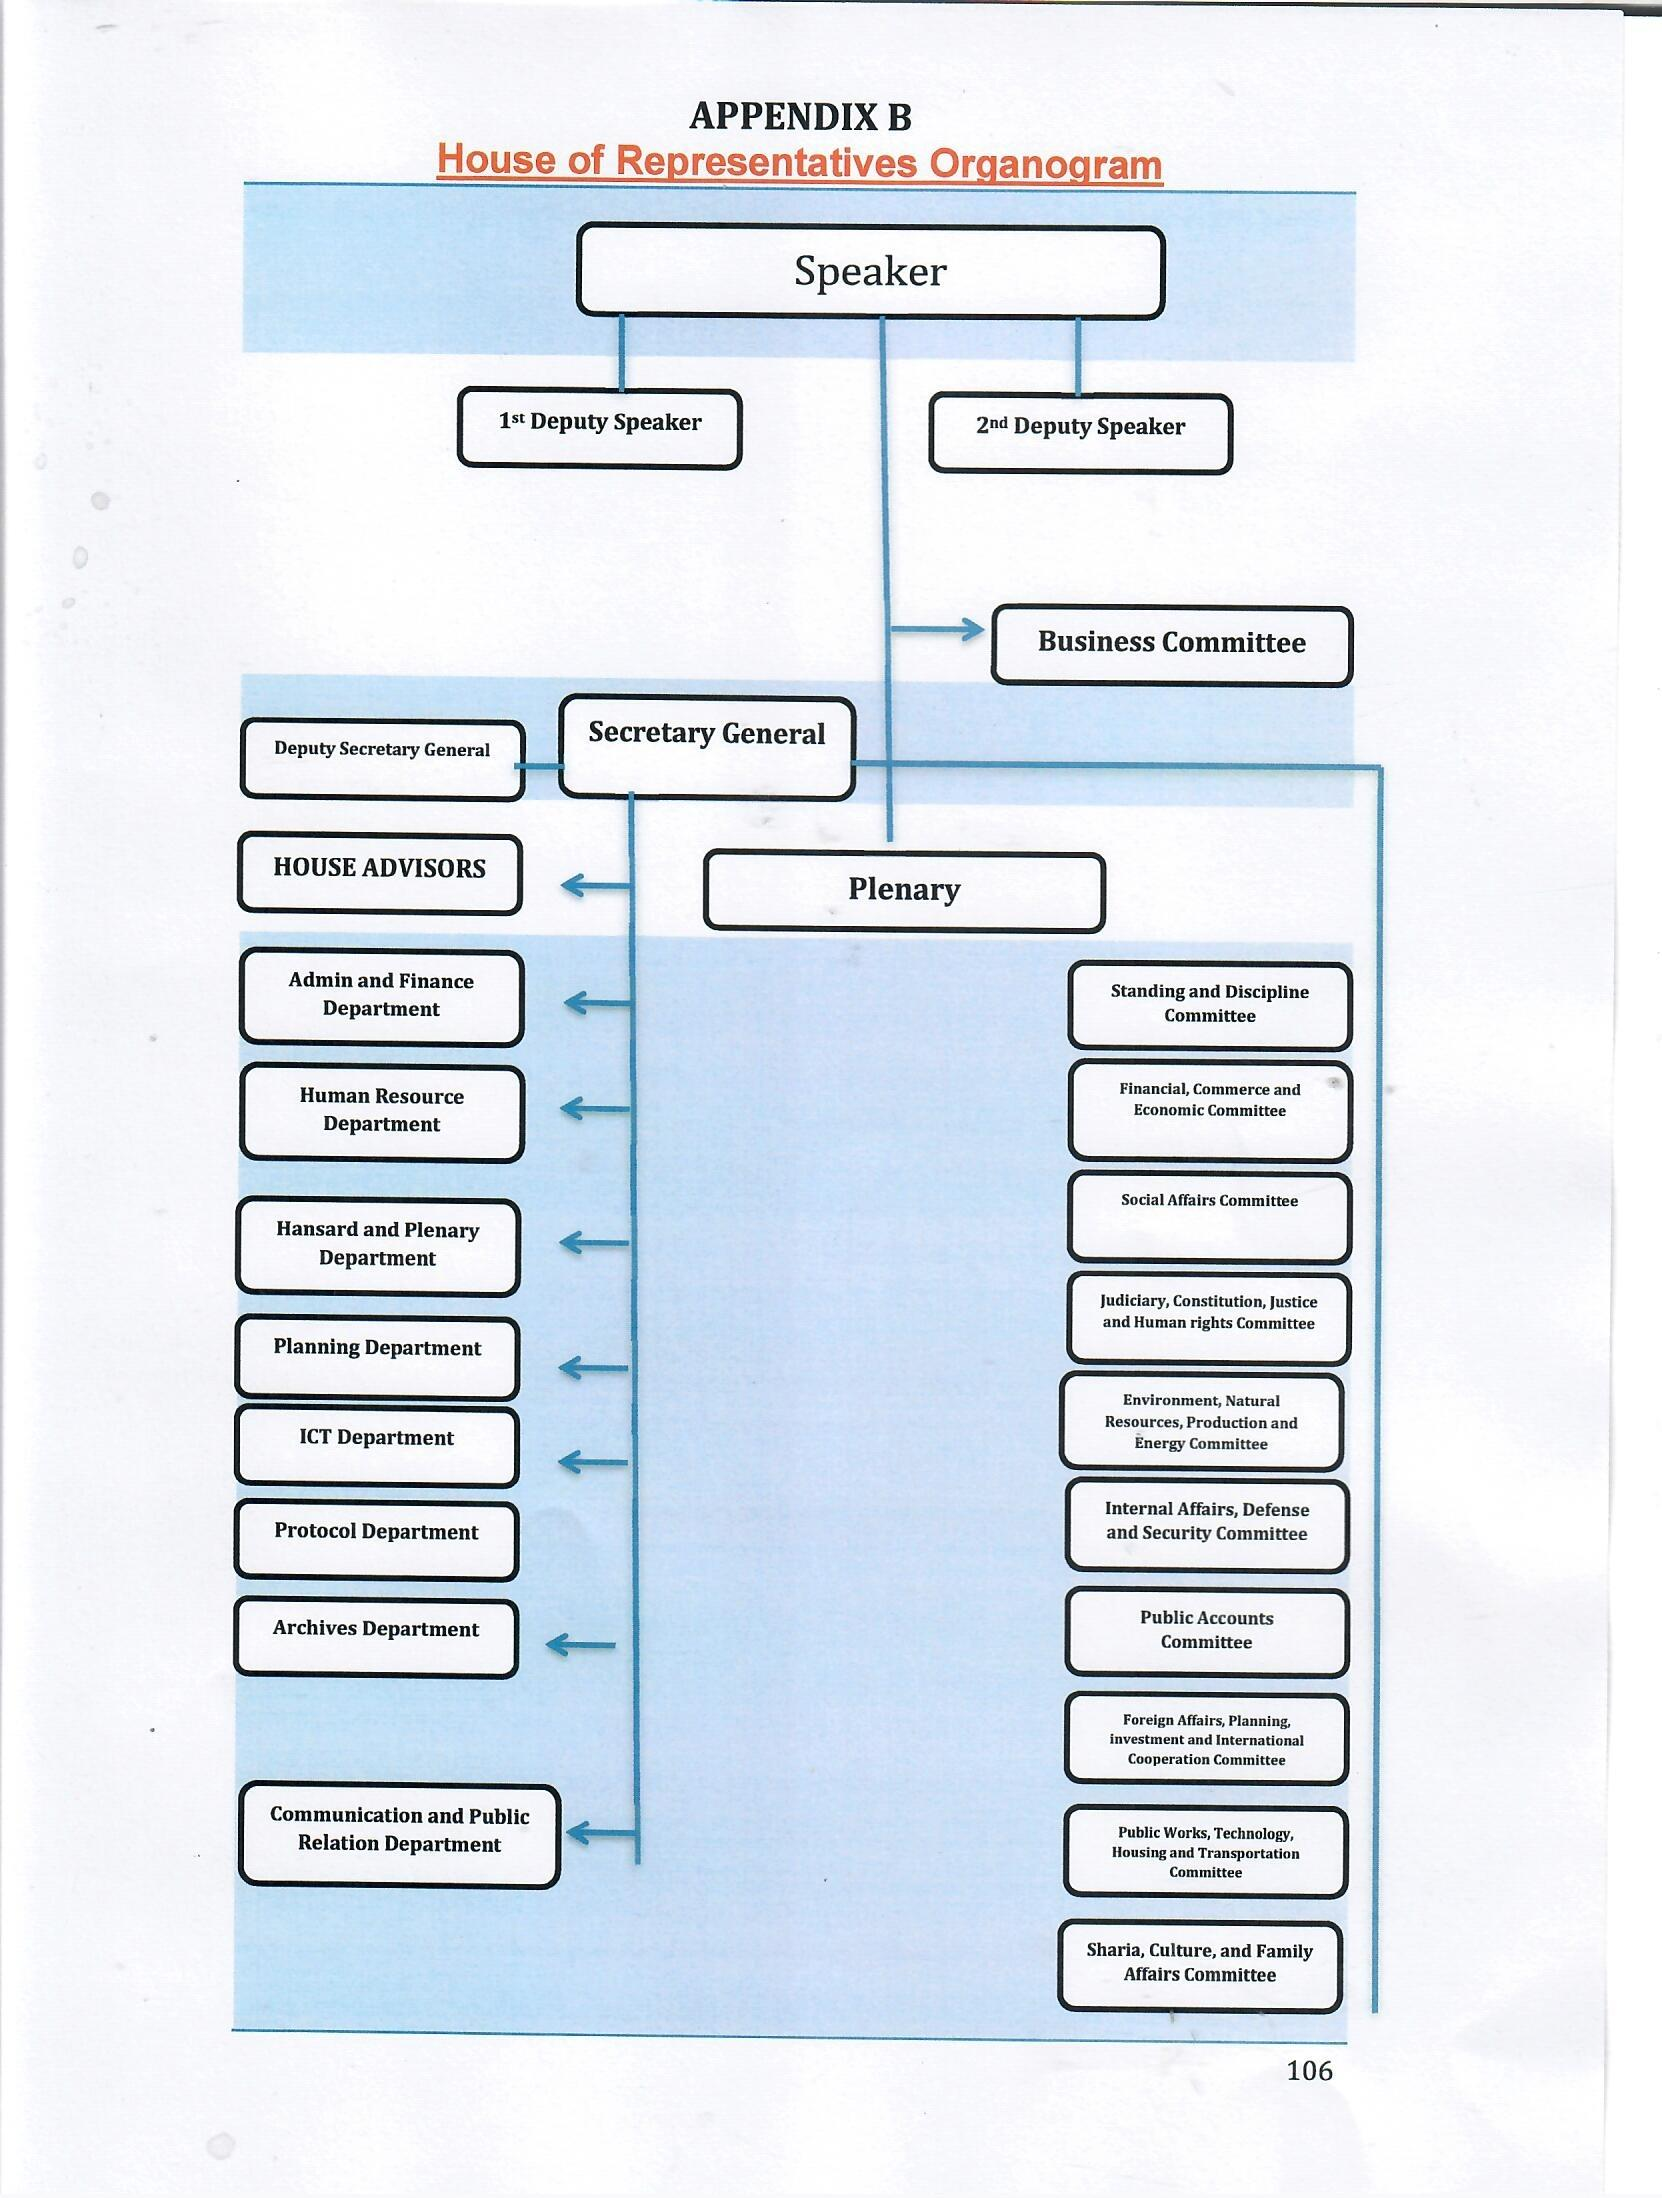 APPENDIX B
House of Representatives Organogram
Speaker
1st Deputy Speaker
2nd Deputy Speaker
Business Committee
Secretary General
Deputy Secretary General
HOUSE ADVISORS
Plenary
Admin and Finance
Department
Human Resource
Department
Hansard and Plenary
Department
Planning Department
ICT Department
Protocol Department
Archives Department
Communication and Public
Relation Department
Standing and Discipline
Committee
Financial, Commerce and
Economic Committee
Social Affairs Committee
Judiciary, Constitution, Justice
and Human rights Committee
Environment, Natural
Resources, Production and
Energy Committee
Internal Affairs, Defense
and Security Committee
Public Accounts
Committee
Foreign Affairs, Planning,
investment and International
Cooperation Committee
Public Works, Technology,
Housing and Transportation
Committee
Sharia, Culture, and Family
Affairs Committee
106